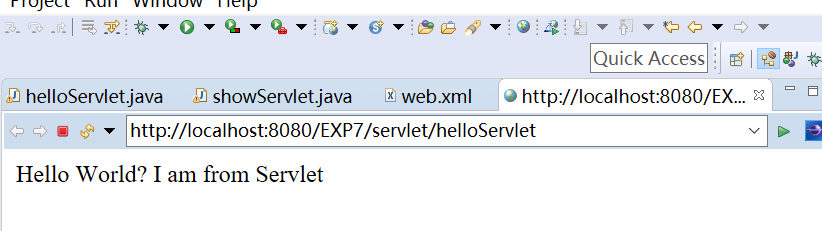 Project Run Window Help
Quick Access
helloServlet.java showServlet.java web.xml http://localhost:8080/EX...
http://localhost:8080/EXP7/servlet/helloServlet
Hello World? I am from Servlet